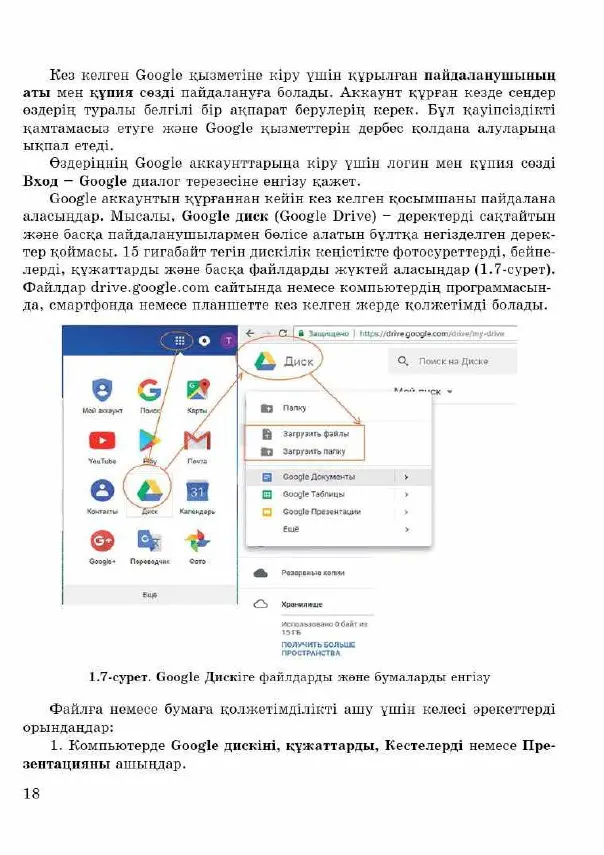 Кез келген Google қызметіне кіру үшін құрылған пайдаланушының
аты мен құпия сөзді пайдалануға болады. Аккаунт құрған кезде сендер
өздерің туралы белгілі бір ақпарат берулерің керек. Бұл қауіпсіздікті
қамтамасыз етуге және Google қызметтерін дербес қолдана алуларыңа
ықпал етеді.
Өздеріңнің Google аккаунттарыңа кіру үшін логин мен құпия сөзді
Вход – Google диалог терезесіне енгізу қажет.
Google аккаунтын құрғаннан кейін кез келген қосымшаны пайдалана
аласыңдар. Мысалы, Google диск (Google Drive) – деректерді сақтайтын
және басқа пайдаланушылармен бөлісе алатын бұлтқа негізделген дерек-
тер қоймасы. 15 гигабайт тегін дискілік кеңістікте фотосуреттерді, бейне-
лерді, құжаттарды және басқа файлдарды жүктей аласыңдар (1.7-сурет).
Файлдар drive.google.com сайтында немесе компьютердің программасын-
да, смартфонда немесе планшетте кез келген жерде қолжетімді болады.
T
Мой аккаунт
Поиск
Карты
YouTube
Play
Почта
Контакты
Диск
31
Календарь
Google+
Переводчик
Фото
Ещё
Защищено | https://drive.google.com/drive/my-drive
Диск
Поиск на Диске
Мой диск
Папку
Загрузить файлы
Загрузить папку
Google Документы
Google Таблицы
Google Презентации
Ещё
Резервные копии
Хранилище
Использовано 0 байт из
15 ГБ
ПОЛУЧИТЬ БОЛЬШЕ
ПРОСТРАНСТВА
1.7-сурет. Google Дискіге файлдарды және бумаларды енгізу
Файлға немесе бумаға қолжетімділікті ашу үшін келесі әрекеттерді
орындаңдар:
1. Компьютерде Google дискіні, құжаттарды, Кестелерді немесе Пре-
зентацияны ашыңдар.
18